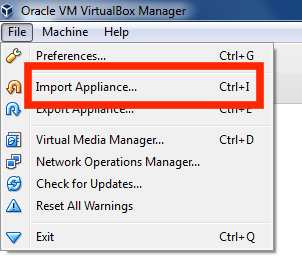 Oracle VM VirtualBox Manager
File Machine Help
Preferences... Ctrl+G
Import Appliance... Ctrl+I
Export Appliance... Ctrl+E
Virtual Media Manager... Ctrl+D
Network Operations Manager...
Check for Updates...
Reset All Warnings
Exit Ctrl+Q